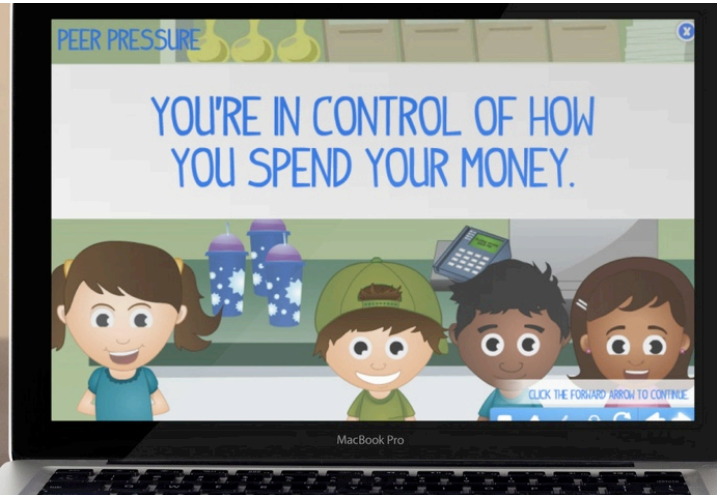 PEER PRESSURE
X
YOU'RE IN CONTROL OF HOW
YOU SPEND YOUR MONEY.
CLICK THE FORWARD ARROW TO CONTINUE.
MacBook Pro